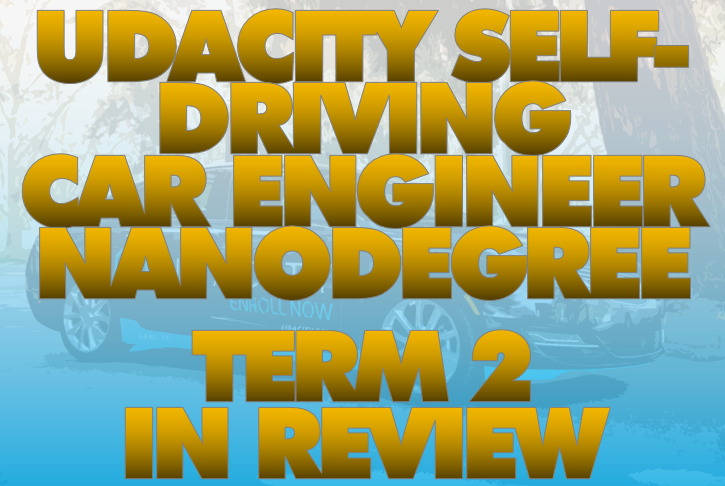 UDACITY SELF-
DRIVING
CAR ENGINEER
NANODEGREE
ENROLL NOW
TERM 2
IN REVIEW